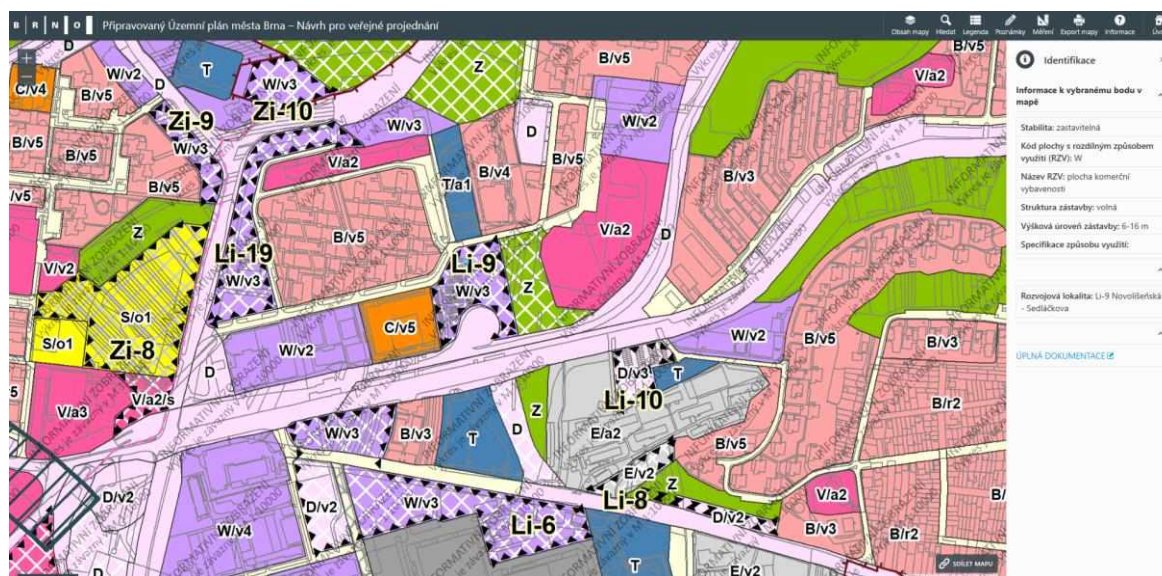 B R N O
Připravovaný Územní plán města Brna – Návrh pro veřejné projednání
Obsah mapy
Hledat
Legenda
Poznámky
Měření
Export mapy
Informace
Identifikace
Informace k vybranému bodu v
mapě
Stabilita: zastavitelná
Kód plochy s rozdílným způsobem
využití (RZV): W
Název RZV: plocha komerční
vybavenosti
Struktura zástavby: volná
Výšková úroveň zástavby: 6-16 m
Specifikace způsobu využití:
Rozvojová lokalita: Li-9 Novolíšeňská
- Sedláčkova
ÚPLNÁ DOKUMENTACE
D
W/v2
T
W/v3
Z
B/v5
B/v5
V/a2
C/v4
B/v5
Zi-9
Zi-10
W/v3
W/v3
D
W/v2
B/v5
B/v5
V/a2
B/v5
B/v5
T/a1
B/v4
B/v3
/v5
Z
B/v5
V/a2
D
Li-19
Li-9
W/v3
W/v3
Z
V/v2
S/o1
C/v5
S/o1
Zi-8
W/v2
W/v2
B/v5
B/v3
D
D/v3
T
V/a3
V/a2/s
Li-10
Z
B/r2
W/v3
B/v3
T
D
E/a2
B/v5
E/v2
Z
V/a2
D/v2
D/v2
W/v3
Li-8
D/v2
W/v4
Li-6
B/v3
B/r2
T
E/v2
D
SDÍLET MAPU